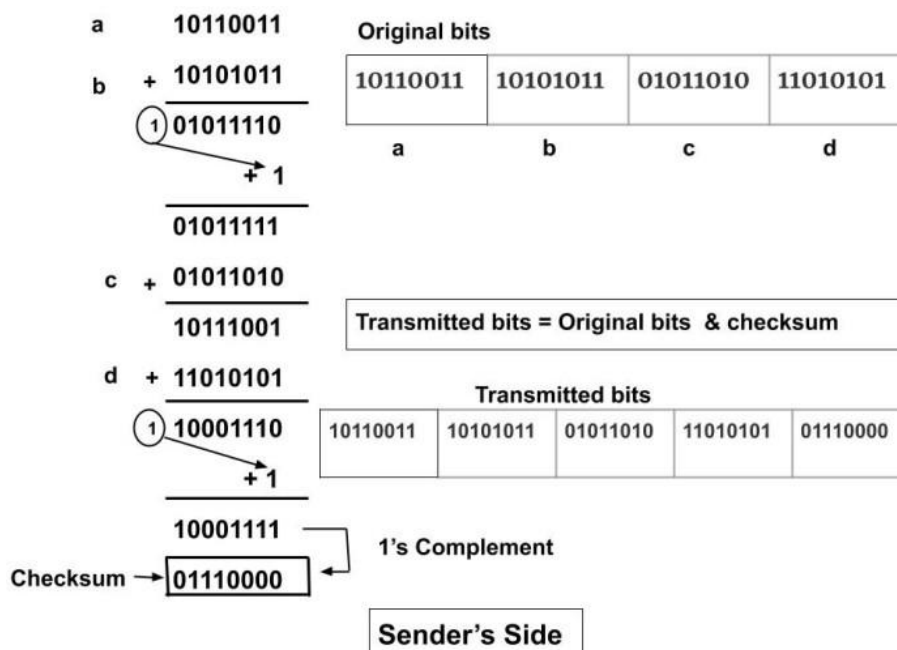 a 10110011
b + 10101011
1 01011110
+ 1
01011111
c + 01011010
10111001
d + 11010101
1 10001110
+ 1
10001111
Checksum 01110000
1's Complement
Original bits
10110011 10101011 01011010 11010101
a b c d
Transmitted bits = Original bits & checksum
Transmitted bits
10110011 10101011 01011010 11010101 01110000
Sender's Side